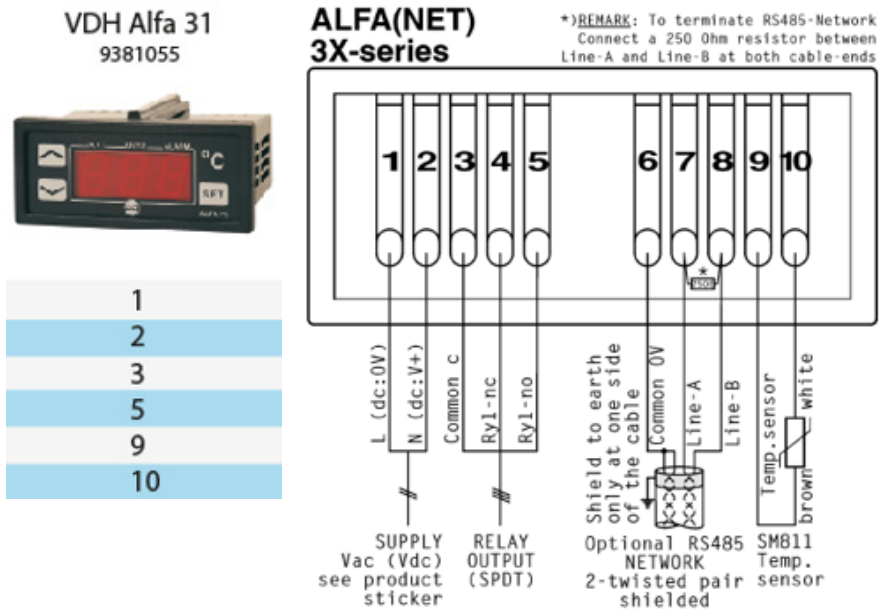 VDH Alfa 31
9381055
°C
SET
1
2
3
5
9
10
ALFA(NET)
3X-series
*)REMARK: To terminate RS485-Network
Connect a 250 Ohm resistor between
Line-A and Line-B at both cable-ends
1 2 3 4 5 6 7 8 9 10
*
L (dc:0V)
N (dc:V+)
Common c
Ryl-nc
Ryl-no
Shield to earth
only at one side
of the cable
Common 0V
Line-A
Line-B
Temp.sensor
brown
white
SUPPLY
Vac (Vdc)
see product
sticker
RELAY
OUTPUT
(SPDT)
Optional RS485
NETWORK
2-twisted pair
shielded
SM811
Temp.
sensor